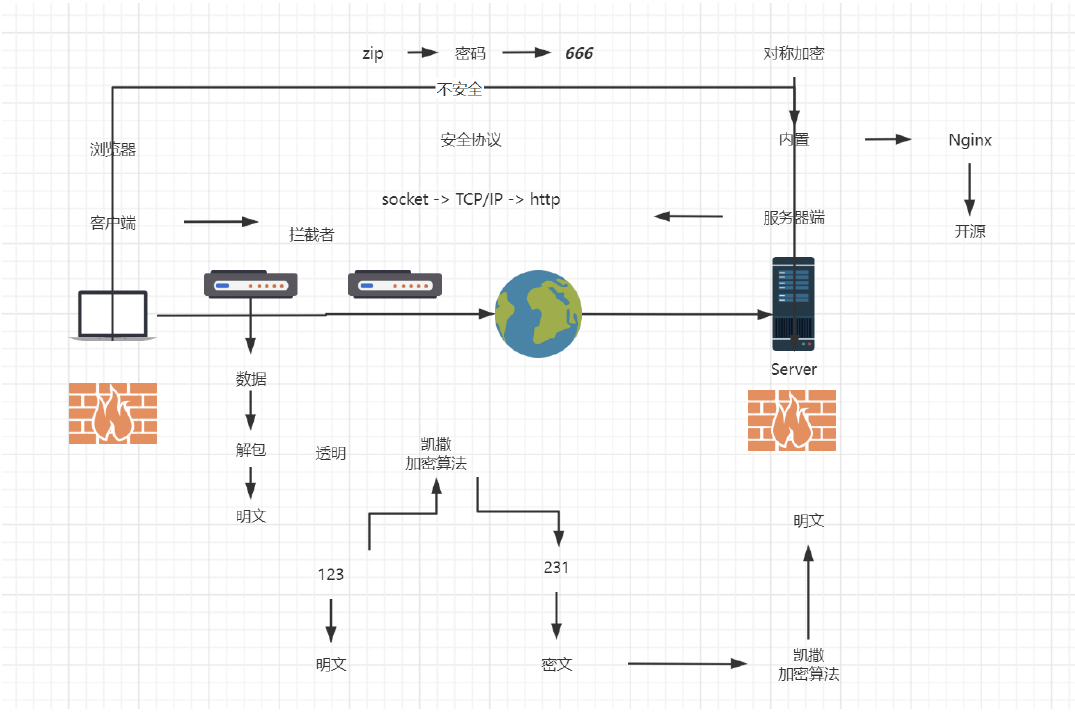 zip 密码 666 对称加密
不安全
浏览器 安全协议 内置 Nginx
socket -> TCP/IP -> http
客户端 拦截者 服务器端 开源
Server
数据
解包 透明 凯撒
加密算法
明文 明文
123 231
明文 密文 凯撒
加密算法